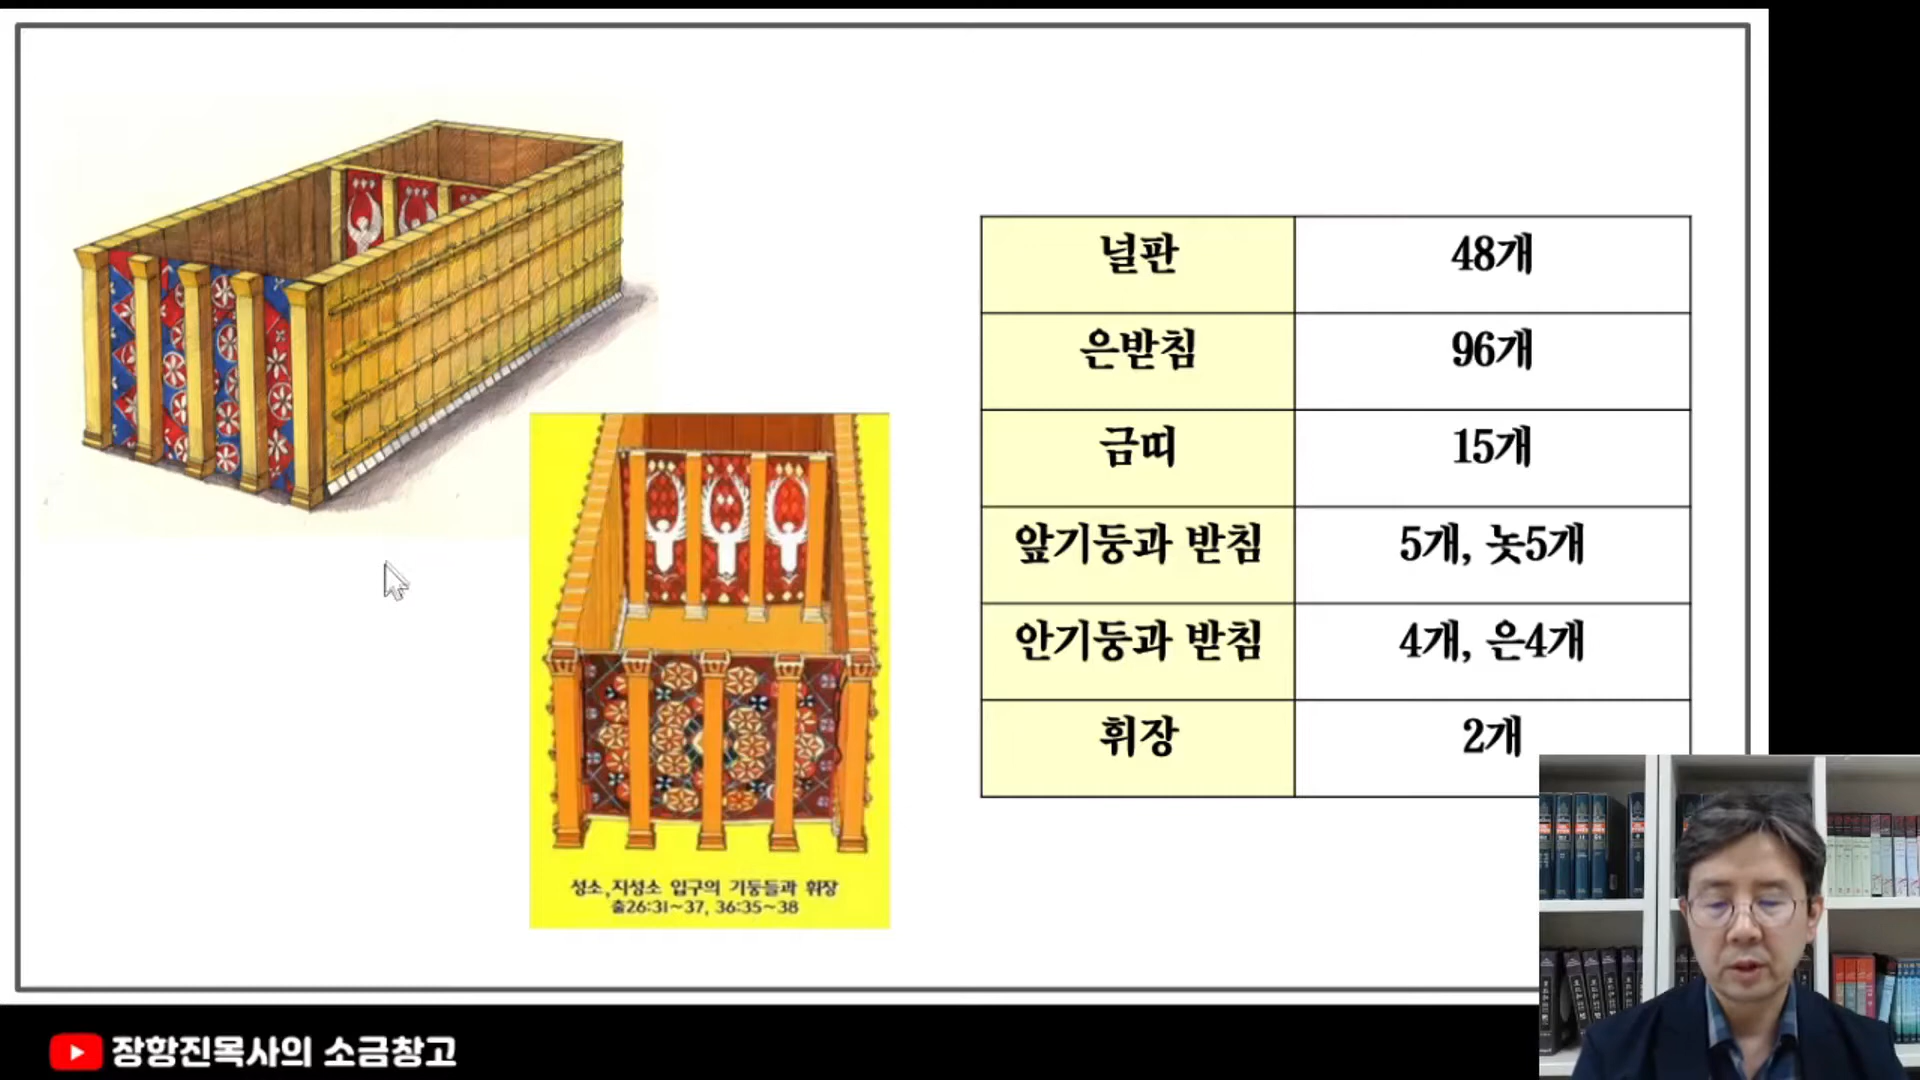 널판 48개
은받침 96개
금띠 15개
앞기둥과 받침 5개, 놋5개
안기둥과 받침 4개, 은4개
휘장 2개
성소,지성소 입구의 기둥들과 휘장
출26:31~37, 36:35~38
장항진목사의 소금창고